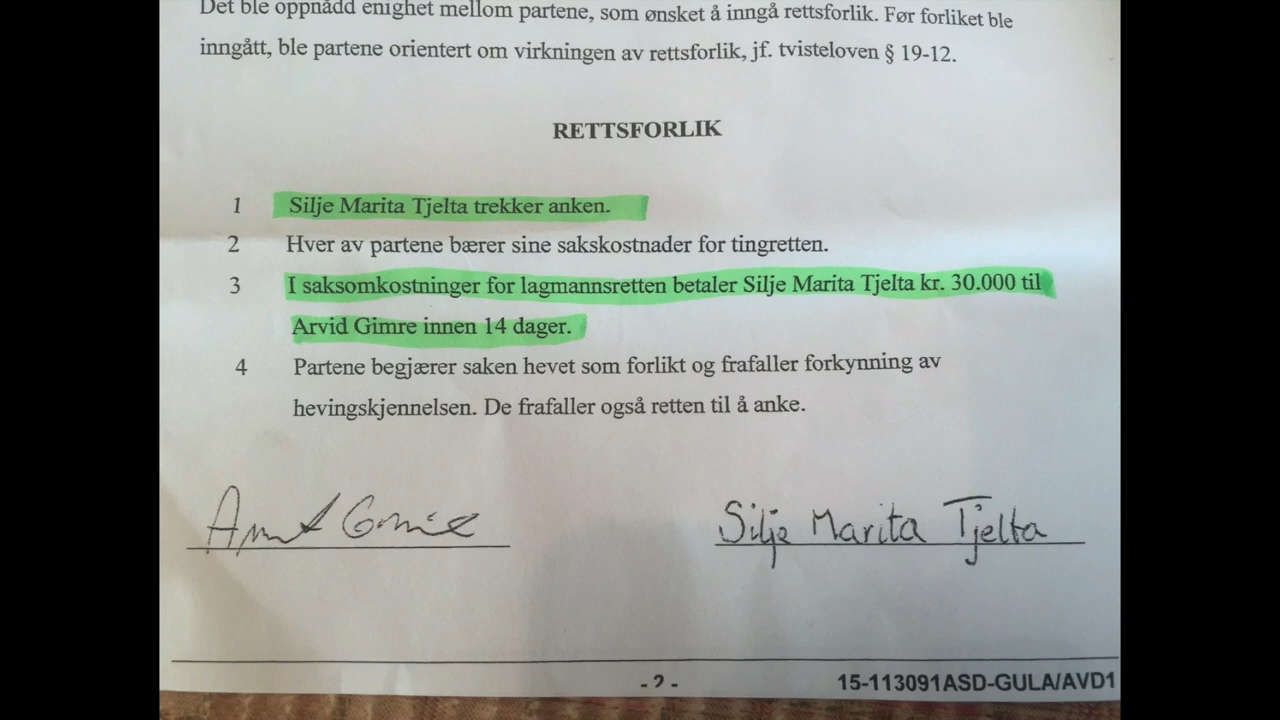 Det ble oppnådd enighet mellom partene, som ønsket å inngå rettsforlik. Før forliket ble
inngått, ble partene orientert om virkningen av rettsforlik, jf. tvisteloven § 19-12.
RETTSFORLIK
1 Silje Marita Tjelta trekker anken.
2 Hver av partene bærer sine sakskostnader for tingretten.
3 I saksomkostninger for lagmannsretten betaler Silje Marita Tjelta kr. 30.000 til
Arvid Gimre innen 14 dager.
4 Partene begjærer saken hevet som forlikt og frafaller forkynning av
hevingskjennelsen. De frafaller også retten til å anke.
Arvid Gimre Silje Marita Tjelta
- 2 - 15-113091ASD-GULA/AVD1